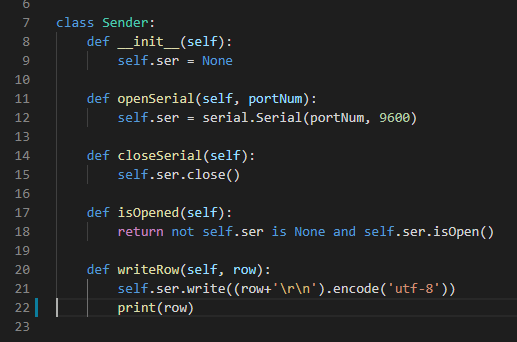 6
7 class Sender:
8     def __init__(self):
9         self.ser = None
10
11     def openSerial(self, portNum):
12         self.ser = serial.Serial(portNum, 9600)
13
14     def closeSerial(self):
15         self.ser.close()
16
17     def isOpened(self):
18         return not self.ser is None and self.ser.isOpen()
19
20     def writeRow(self, row):
21         self.ser.write((row+'\r\n').encode('utf-8'))
22         print(row)
23